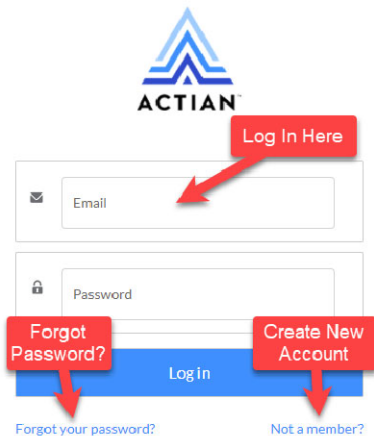 ACTIAN™
Log In Here
Email
Password
Forgot
Password?
Create New
Account
Log in
Forgot your password?
Not a member?